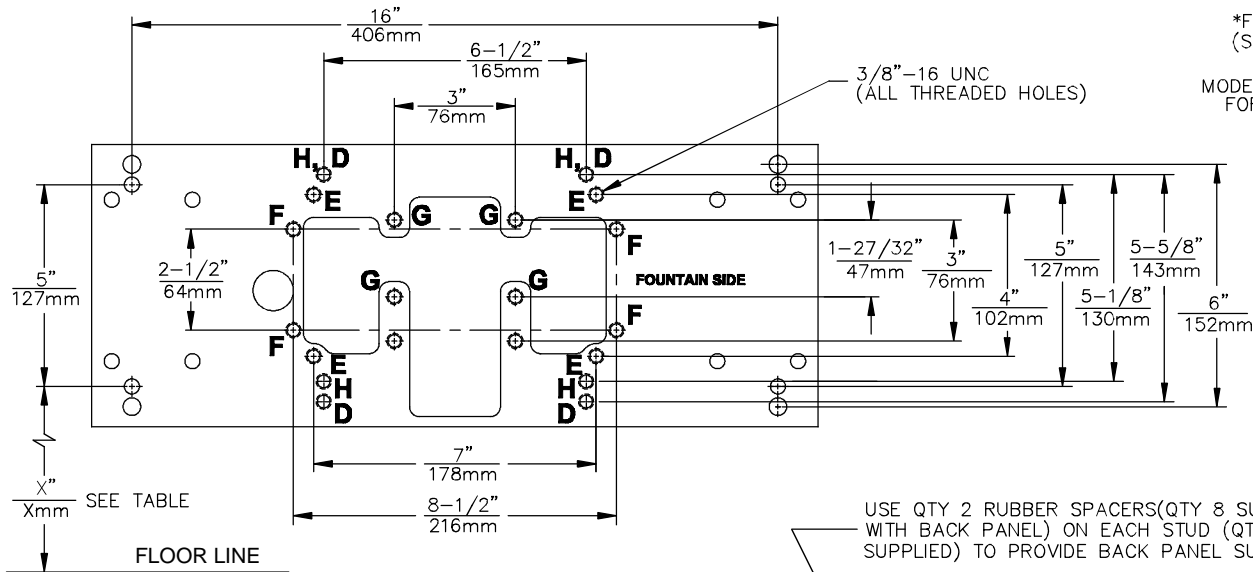 16"
406mm
6-1/2"
165mm
3"
76mm
3/8"-16 UNC
(ALL THREADED HOLES)
*F
(S
MODE
FOR
H, D
H, D
E
E
F
G
G
F
5"
127mm
2-1/2"
64mm
G
G
FOUNTAIN SIDE
1-27/32"
47mm
3"
76mm
4"
102mm
5"
127mm
5-1/8"
130mm
5-5/8"
143mm
6"
152mm
F
F
E
E
H
H
D
D
7"
178mm
8-1/2"
216mm
X"
Xmm
SEE TABLE
FLOOR LINE
USE QTY 2 RUBBER SPACERS(QTY 8 SU
WITH BACK PANEL) ON EACH STUD (QT
SUPPLIED) TO PROVIDE BACK PANEL SU